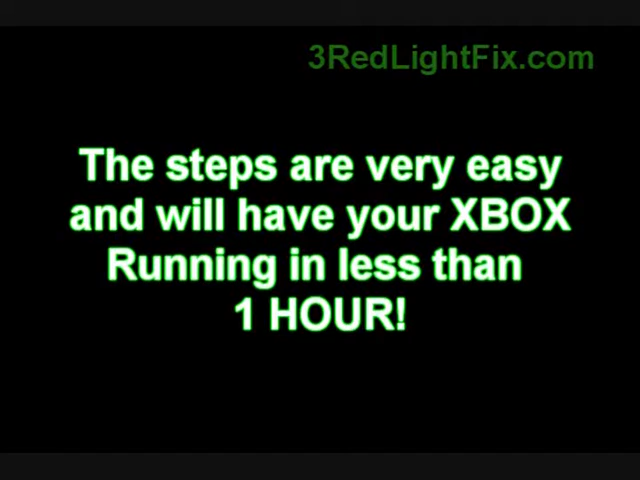 3RedLightFix.com
The steps are very easy
and will have your XBOX
Running in less than
1 HOUR!